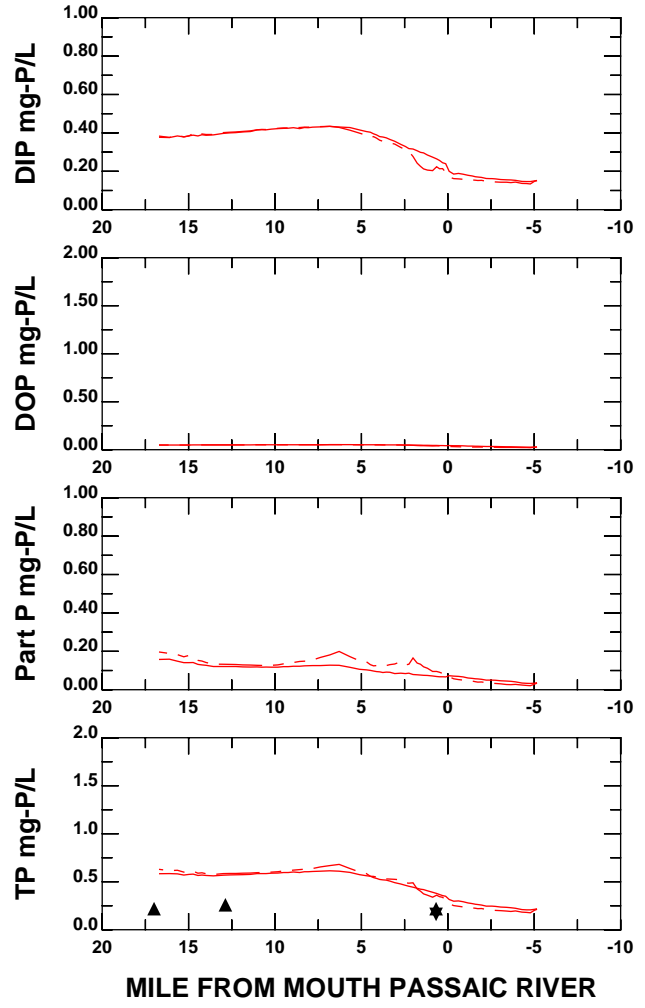 DIP mg-P/L
1.00
0.80
0.60
0.40
0.20
0.00
20 15 10 5 0 -5 -10
DOP mg-P/L
2.00
1.50
1.00
0.50
0.00
20 15 10 5 0 -5 -10
Part P mg-P/L
1.00
0.80
0.60
0.40
0.20
0.00
20 15 10 5 0 -5 -10
TP mg-P/L
2.0
1.5
1.0
0.5
0.0
20 15 10 5 0 -5 -10
MILE FROM MOUTH PASSAIC RIVER